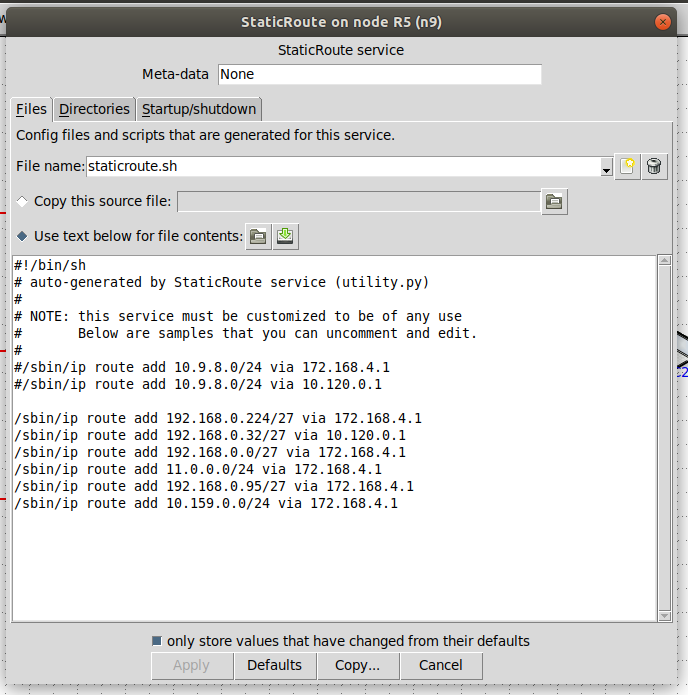 StaticRoute on node R5 (n9)
StaticRoute service
Meta-data None
Files Directories Startup/shutdown
Config files and scripts that are generated for this service.
File name: staticroute.sh
Copy this source file:
Use text below for file contents:
#!/bin/sh
# auto-generated by StaticRoute service (utility.py)
#
# NOTE: this service must be customized to be of any use
#       Below are samples that you can uncomment and edit.
#
#/sbin/ip route add 10.9.8.0/24 via 172.168.4.1
#/sbin/ip route add 10.9.8.0/24 via 10.120.0.1
/sbin/ip route add 192.168.0.224/27 via 172.168.4.1
/sbin/ip route add 192.168.0.32/27 via 10.120.0.1
/sbin/ip route add 192.168.0.0/27 via 172.168.4.1
/sbin/ip route add 11.0.0.0/24 via 172.168.4.1
/sbin/ip route add 192.168.0.95/27 via 172.168.4.1
/sbin/ip route add 10.159.0.0/24 via 172.168.4.1
only store values that have changed from their defaults
Apply Defaults Copy... Cancel